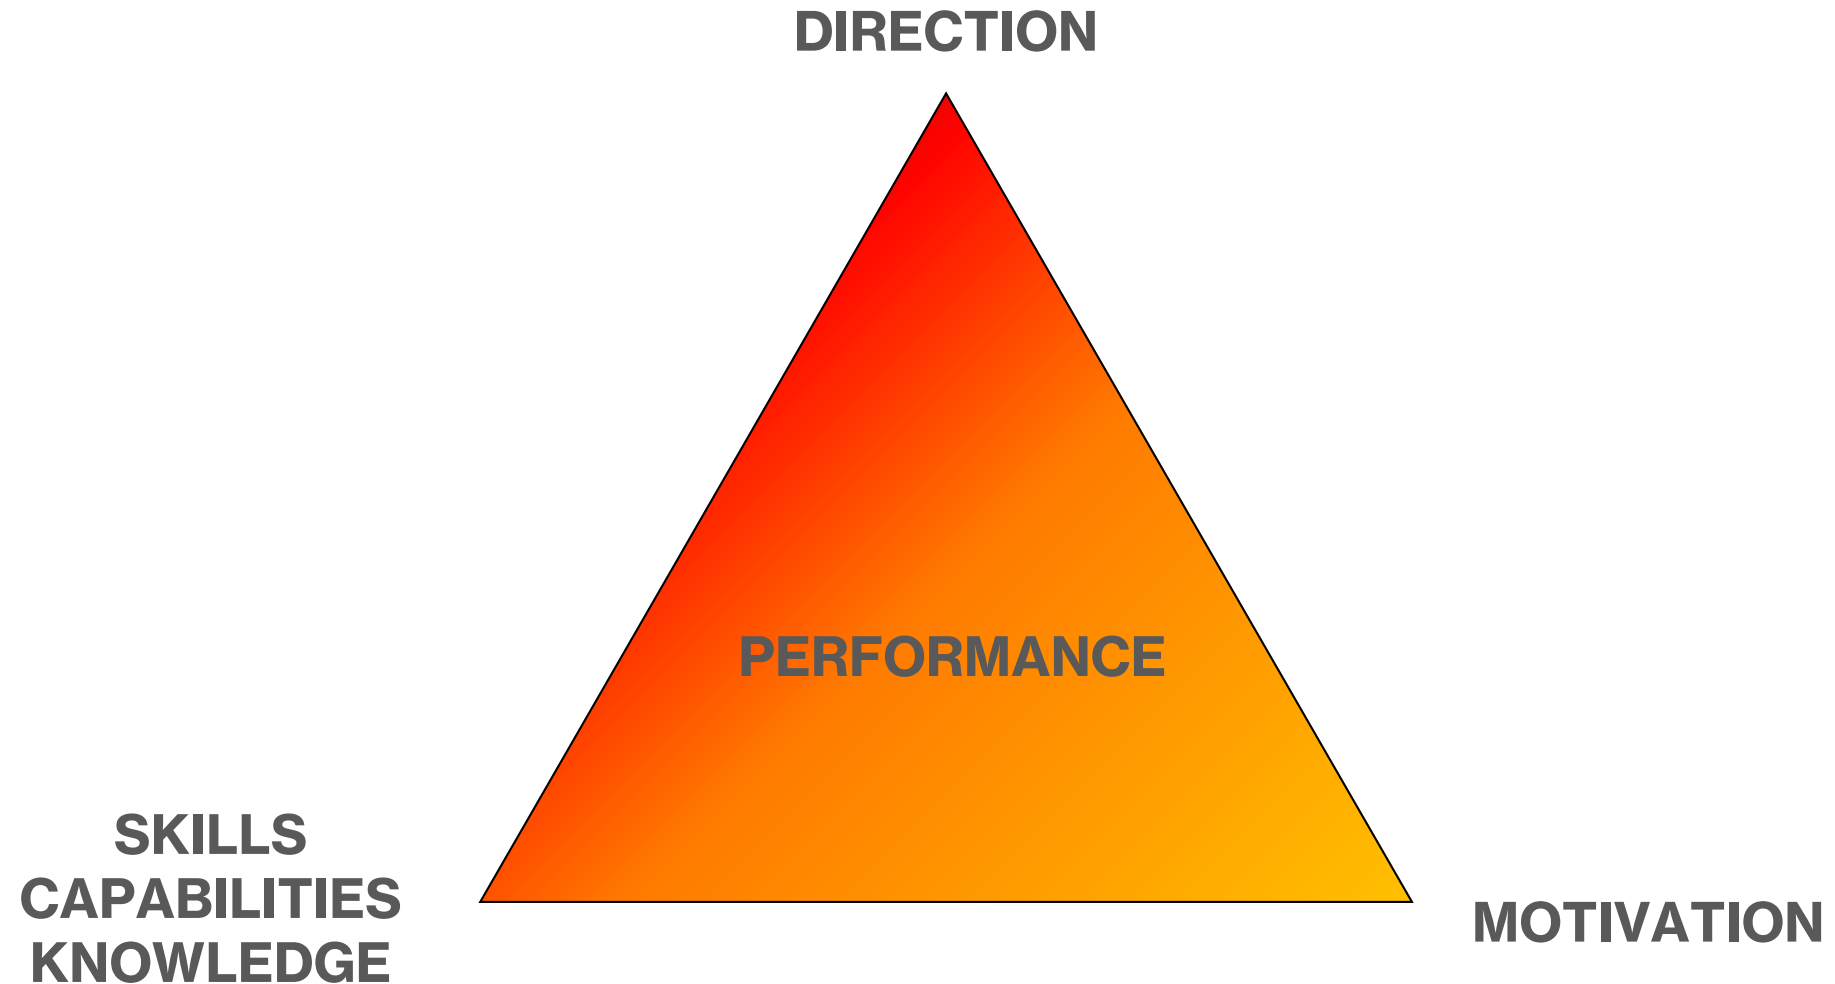 DIRECTION
PERFORMANCE
SKILLS
CAPABILITIES
KNOWLEDGE
MOTIVATION